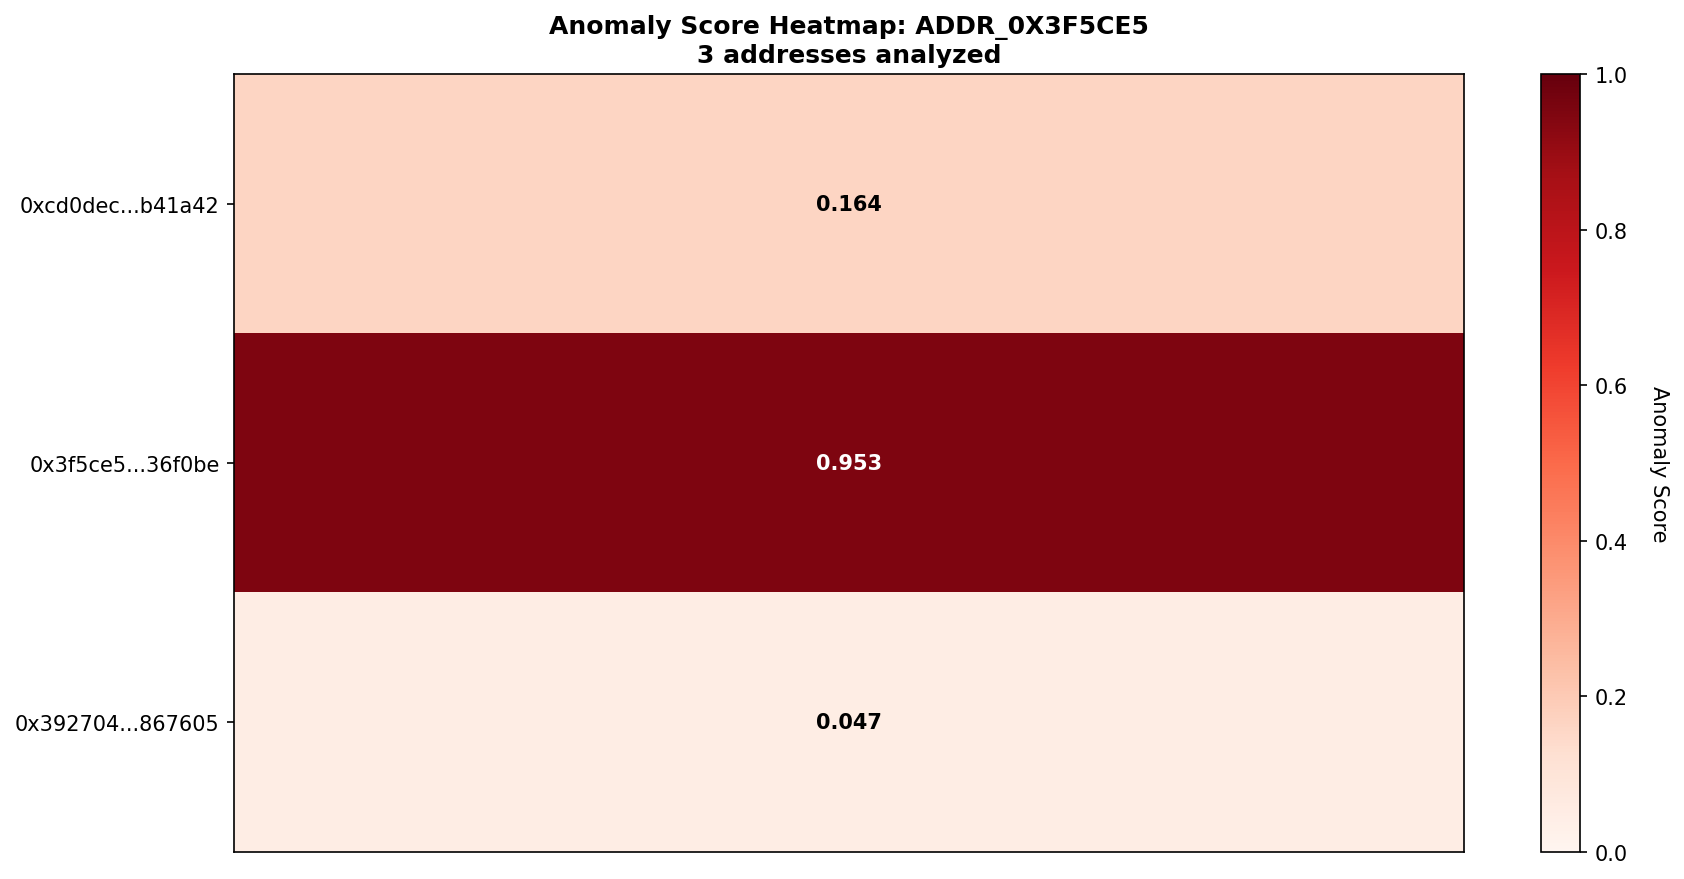 Anomaly Score Heatmap: ADDR_0X3F5CE5
3 addresses analyzed
0xcd0dec...b41a42
0.164
0x3f5ce5...36f0be
0.953
0x392704...867605
0.047
1.0
0.8
0.6
0.4
0.2
0.0
Anomaly Score